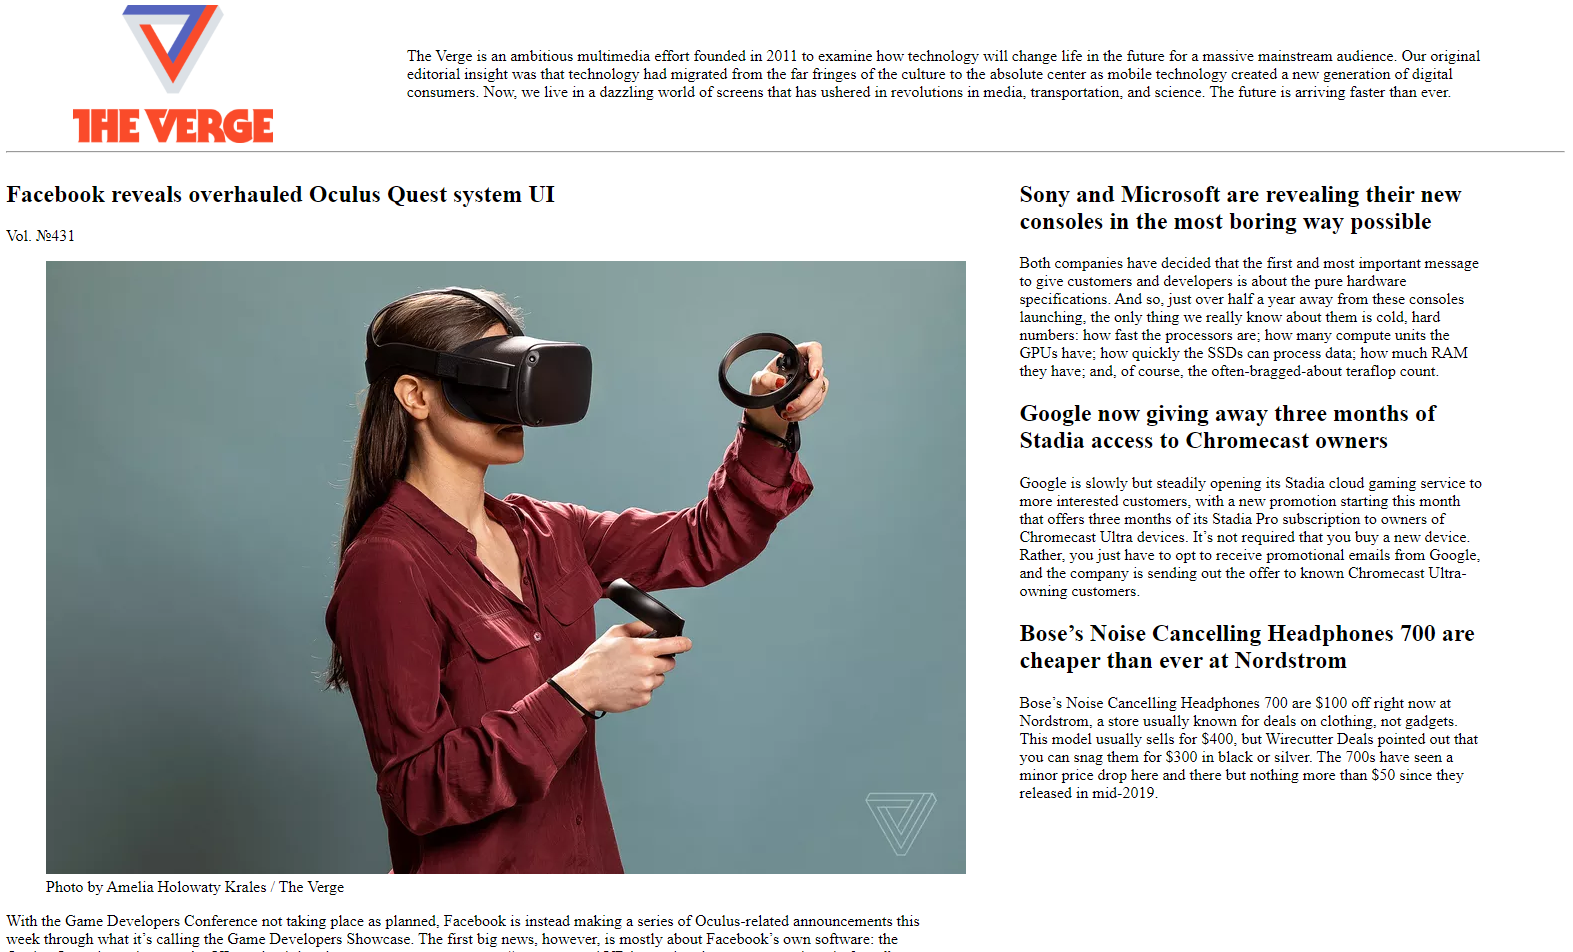 THE VERGE
The Verge is an ambitious multimedia effort founded in 2011 to examine how technology will change life in the future for a massive mainstream audience. Our original
editorial insight was that technology had migrated from the far fringes of the culture to the absolute center as mobile technology created a new generation of digital
consumers. Now, we live in a dazzling world of screens that has ushered in revolutions in media, transportation, and science. The future is arriving faster than ever.
Facebook reveals overhauled Oculus Quest system UI
Vol. №431
Photo by Amelia Holowaty Krales / The Verge
With the Game Developers Conference not taking place as planned, Facebook is instead making a series of Oculus-related announcements this
week through what it’s calling the Game Developers Showcase. The first big news, however, is mostly about Facebook’s own software: the
Sony and Microsoft are revealing their new
consoles in the most boring way possible
Both companies have decided that the first and most important message
to give customers and developers is about the pure hardware
specifications. And so, just over half a year away from these consoles
launching, the only thing we really know about them is cold, hard
numbers: how fast the processors are; how many compute units the
GPUs have; how quickly the SSDs can process data; how much RAM
they have; and, of course, the often-bragged-about teraflop count.
Google now giving away three months of
Stadia access to Chromecast owners
Google is slowly but steadily opening its Stadia cloud gaming service to
more interested customers, with a new promotion starting this month
that offers three months of its Stadia Pro subscription to owners of
Chromecast Ultra devices. It’s not required that you buy a new device.
Rather, you just have to opt to receive promotional emails from Google,
and the company is sending out the offer to known Chromecast Ultra-
owning customers.
Bose’s Noise Cancelling Headphones 700 are
cheaper than ever at Nordstrom
Bose’s Noise Cancelling Headphones 700 are $100 off right now at
Nordstrom, a store usually known for deals on clothing, not gadgets.
This model usually sells for $400, but Wirecutter Deals pointed out that
you can snag them for $300 in black or silver. The 700s have seen a
minor price drop here and there but nothing more than $50 since they
released in mid-2019.